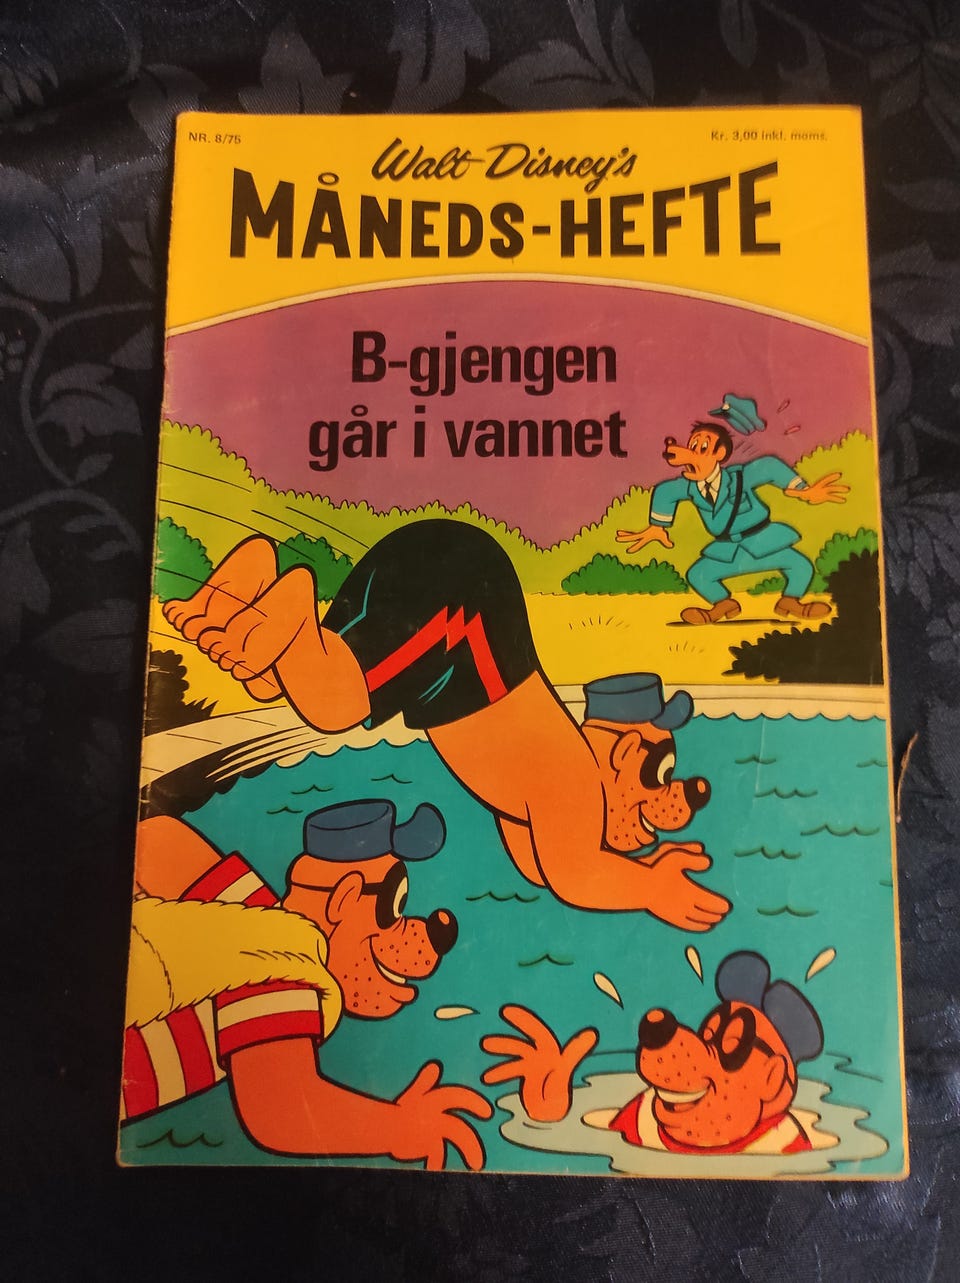 NR. 8/75
Kr. 3,00 inkl. moms.
Walt Disney's
MÅNEDS-HEFTE
B-gjengen
går i vannet